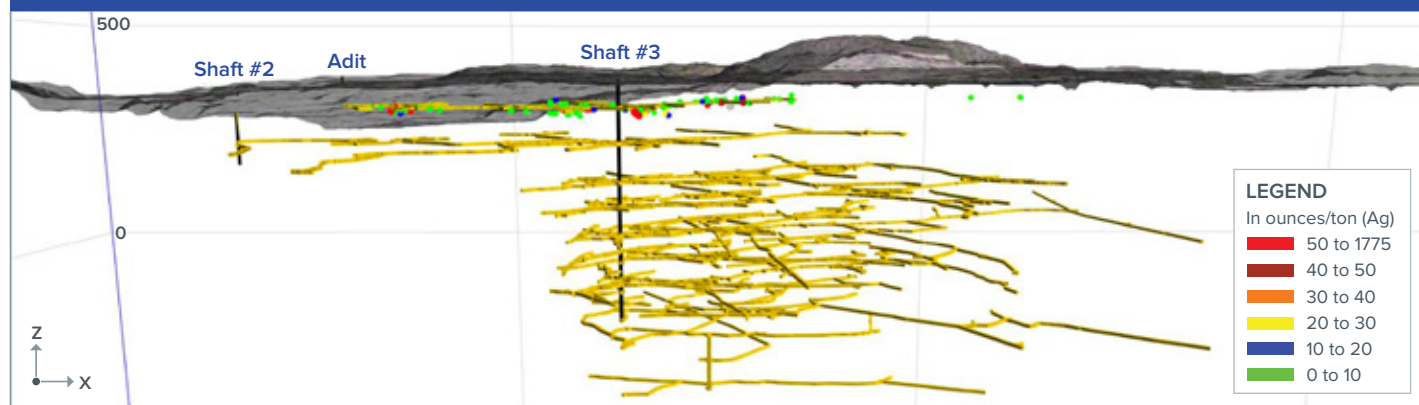 500
Shaft #2
Adit
Shaft #3
0
Z
X
LEGEND
In ounces/ton (Ag)
50 to 1775
40 to 50
30 to 40
20 to 30
10 to 20
0 to 10